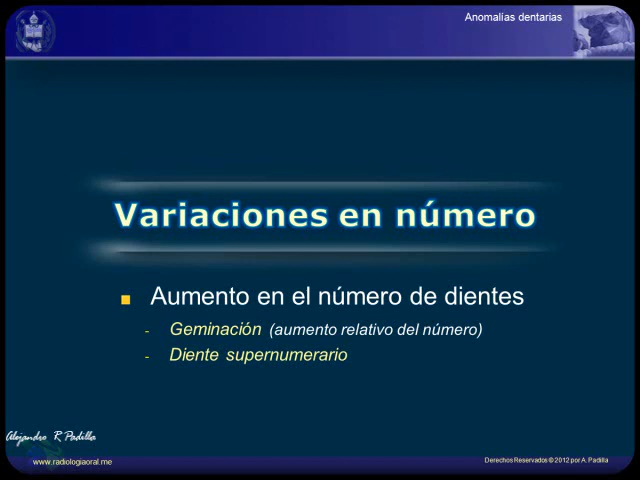 Anomalías dentarias
Variaciones en número
Aumento en el número de dientes
- Geminación (aumento relativo del número)
- Diente supernumerario
Alejandro R Padilla
www.radiologiaoral.me
Derechos Reservados © 2012 por A. Padilla